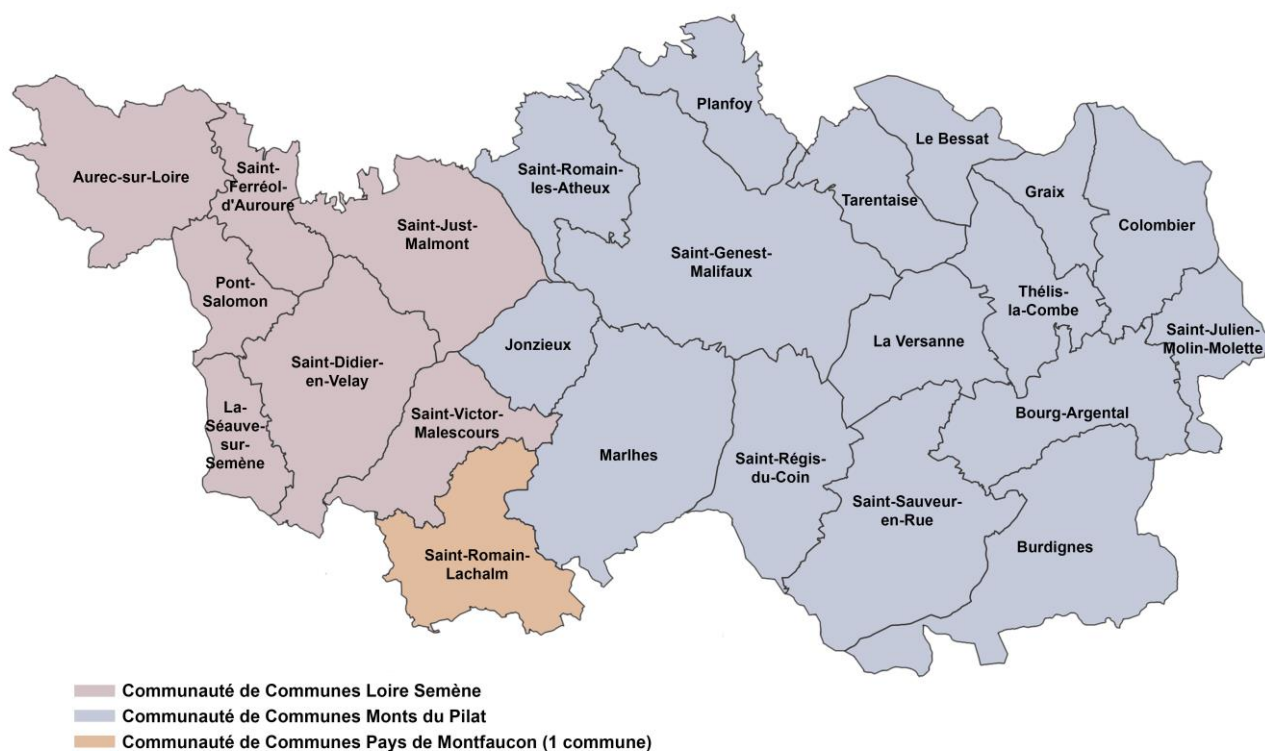 Planfoy
Le Bessat
Aurec-sur-Loire
Saint-
Ferréol-
d'Auroure
Saint-Romain-
les-Atheux
Tarentaise
Graix
Colombier
Saint-Just-
Malmont
Saint-Genest-
Malifaux
Pont-
Salomon
Thélis-
la-Combe
Saint-Julien-
Molin-Molette
Saint-Didier-
en-Velay
Jonzieux
La Versanne
La-
Séauve-
sur-
Semène
Saint-Victor-
Malescours
Marlhes
Saint-Régis-
du-Coin
Bourg-Argental
Saint-Sauveur-
en-Rue
Burdignes
Saint-Romain-
Lachalm
Communauté de Communes Loire Semène
Communauté de Communes Monts du Pilat
Communauté de Communes Pays de Montfaucon (1 commune)